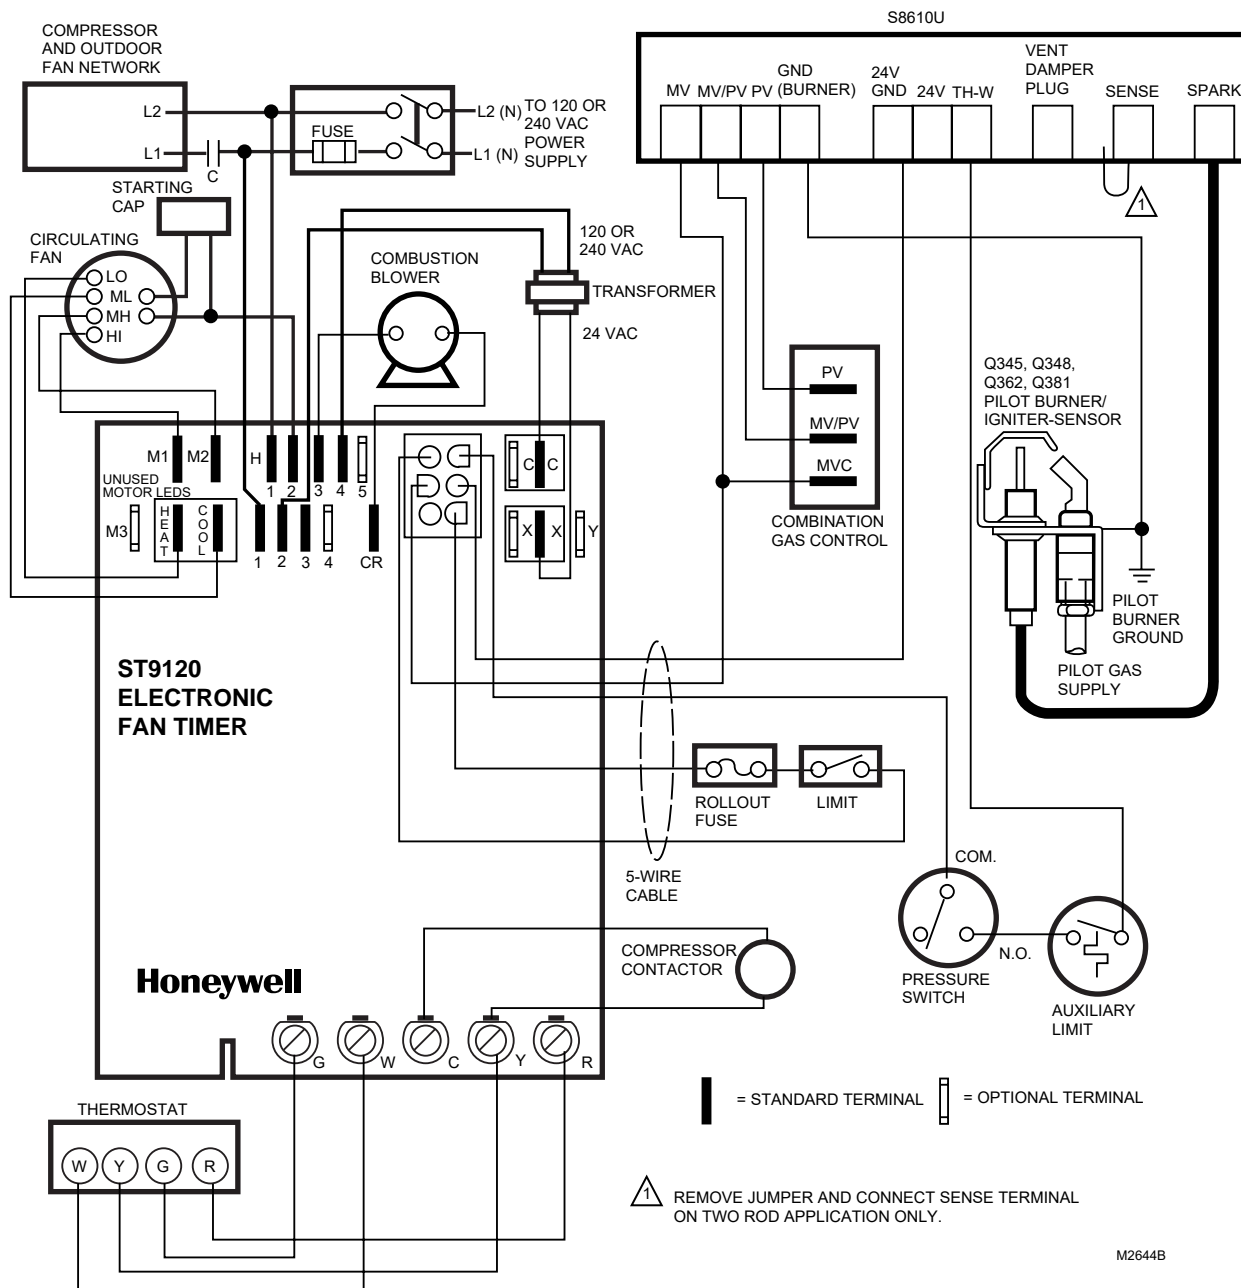 S8610U
COMPRESSOR
AND OUTDOOR
FAN NETWORK
L2
L1
C
FUSE
L2 (N)
L1 (N)
TO 120 OR
240 VAC
POWER
SUPPLY
MV
MV/PV
PV
GND
(BURNER)
24V
GND
24V
TH-W
VENT
DAMPER
PLUG
SENSE
SPARK
1
STARTING
CAP
CIRCULATING
FAN
LO
ML
MH
HI
COMBUSTION
BLOWER
120 OR
240 VAC
TRANSFORMER
24 VAC
PV
MV/PV
MVC
COMBINATION
GAS CONTROL
Q345, Q348,
Q362, Q381
PILOT BURNER/
IGNITER-SENSOR
PILOT
BURNER
GROUND
PILOT GAS
SUPPLY
M1
M2
H
1
2
3
4
5
UNUSED
MOTOR LEDS
M3
HEAT
COOL
1
2
3
4
CR
C
C
X
X
Y
ST9120
ELECTRONIC
FAN TIMER
ROLLOUT
FUSE
LIMIT
5-WIRE
CABLE
COM.
N.O.
PRESSURE
SWITCH
AUXILIARY
LIMIT
COMPRESSOR
CONTACTOR
Honeywell
G
W
C
Y
R
= STANDARD TERMINAL
= OPTIONAL TERMINAL
THERMOSTAT
W
Y
G
R
1
REMOVE JUMPER AND CONNECT SENSE TERMINAL
ON TWO ROD APPLICATION ONLY.
M2644B